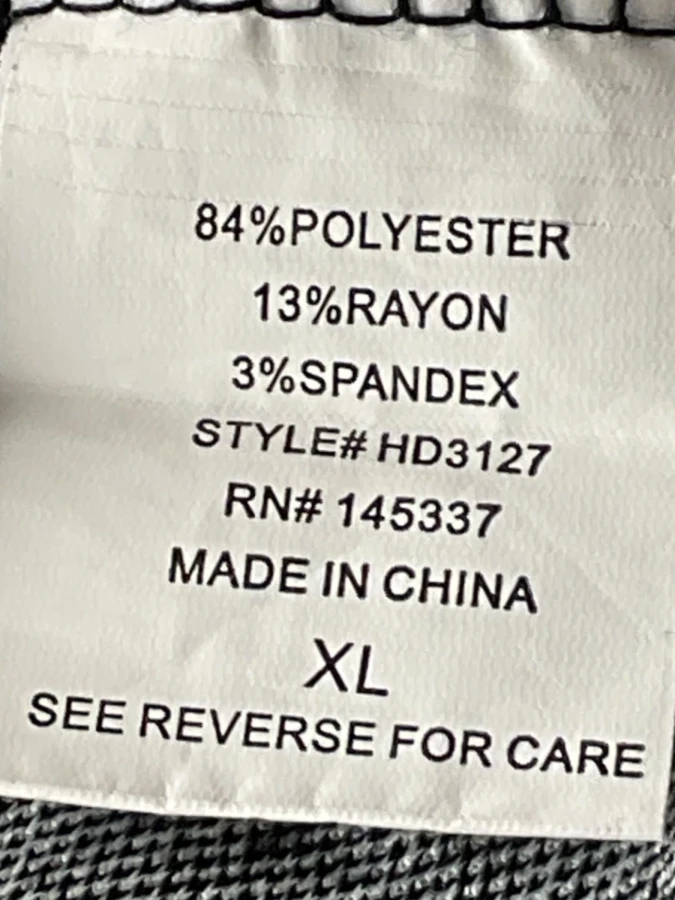 84%POLYESTER
13%RAYON
3%SPANDEX
STYLE# HD3127
RN# 145337
MADE IN CHINA
XL
SEE REVERSE FOR CARE